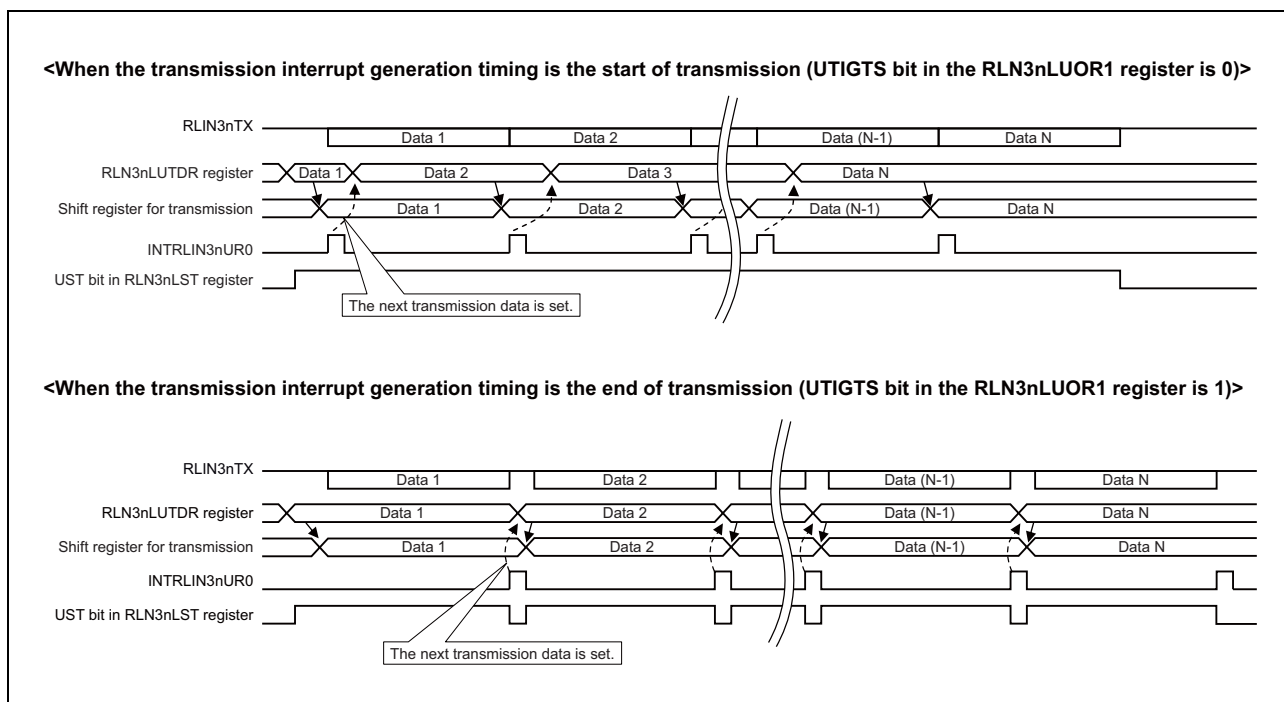 <When the transmission interrupt generation timing is the start of transmission (UTIGTS bit in the RLN3nLUOR1 register is 0)>
RLIN3nTX
Data 1
Data 2
Data (N-1)
Data N
RLN3nLUTDR register
Data 1
Data 2
Data 3
Data N
Shift register for transmission
Data 1
Data 2
Data (N-1)
Data N
INTRLIN3nUR0
UST bit in RLN3nLST register
The next transmission data is set.
<When the transmission interrupt generation timing is the end of transmission (UTIGTS bit in the RLN3nLUOR1 register is 1)>
RLIN3nTX
Data 1
Data 2
Data (N-1)
Data N
RLN3nLUTDR register
Data 1
Data 2
Data (N-1)
Data N
Shift register for transmission
Data 1
Data 2
Data (N-1)
Data N
INTRLIN3nUR0
UST bit in RLN3nLST register
The next transmission data is set.